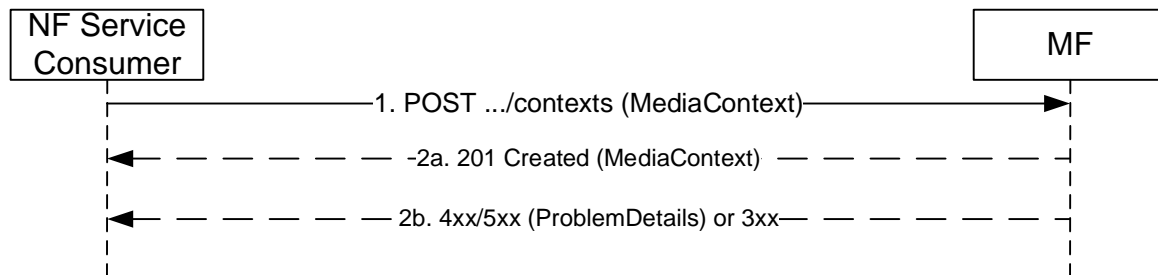 NF Service
Consumer
MF
1. POST .../contexts (MediaContext)
2a. 201 Created (MediaContext)
2b. 4xx/5xx (ProblemDetails) or 3xx